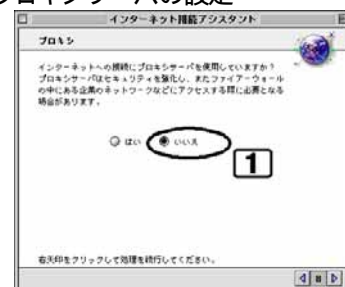 プロキシサーバの設定
インターネット接続アシスタント
プロキシ
インターネットへの接続にプロキシサーバを使用していますか？
プロキシサーバはセキュリティを強化し、またファイアーウォール
の中にある企業のネットワークなどにアクセスする際に必要となる
場合があります。
はい いいえ
1
右矢印をクリックして処理を続行してください。